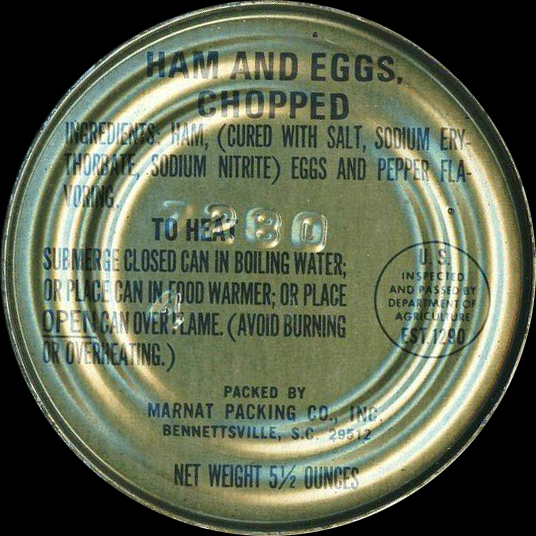 HAM AND EGGS,
CHOPPED
INGREDIENTS: HAM, (CURED WITH SALT, SODIUM ERY-
THORBATE, SODIUM NITRITE) EGGS AND PEPPER FLA-
VORING.
TO HEAT
SUBMERGE CLOSED CAN IN BOILING WATER;
OR PLACE CAN IN FOOD WARMER; OR PLACE
OPEN CAN OVER FLAME. (AVOID BURNING
OR OVERHEATING.)
U.S.
INSPECTED
AND PASSED BY
DEPARTMENT OF
AGRICULTURE
EST. 1290
PACKED BY
MARNAT PACKING CO., INC.
BENNETTSVILLE, S.C. 29512
NET WEIGHT 5½ OUNCES